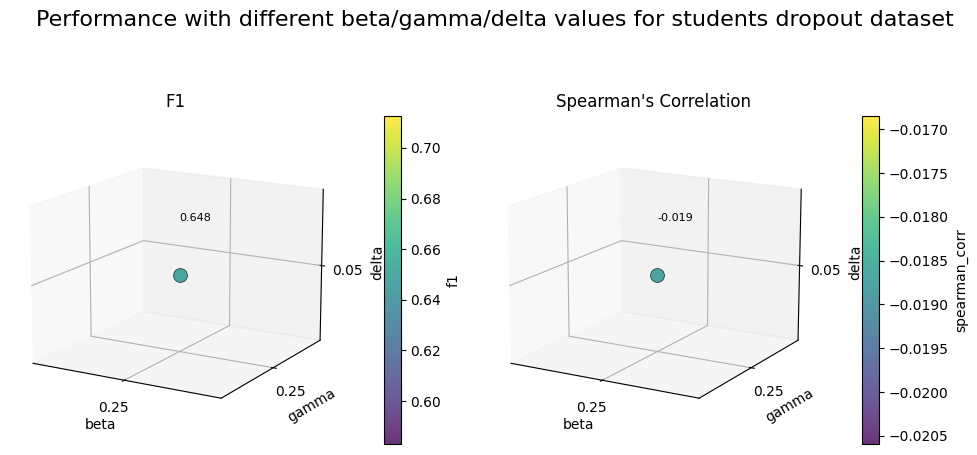 Performance with different beta/gamma/delta values for students dropout dataset
F1
0.648
0.05
delta
0.25
gamma
0.25
beta
0.70
0.68
0.66
0.64
0.62
0.60
f1
Spearman's Correlation
-0.019
0.05
delta
0.25
gamma
0.25
beta
−0.0170
−0.0175
−0.0180
−0.0185
−0.0190
−0.0195
−0.0200
−0.0205
spearman_corr